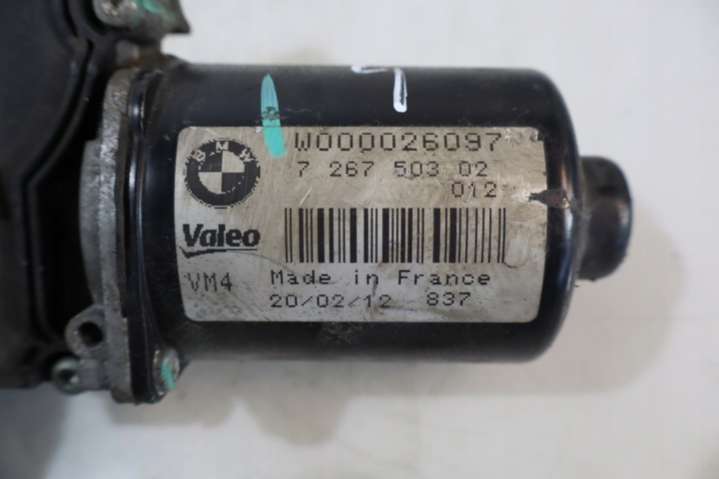 W000026097
7 267 503 02
012
BMW
Valeo
VM4
Made in France
20/02/12 837